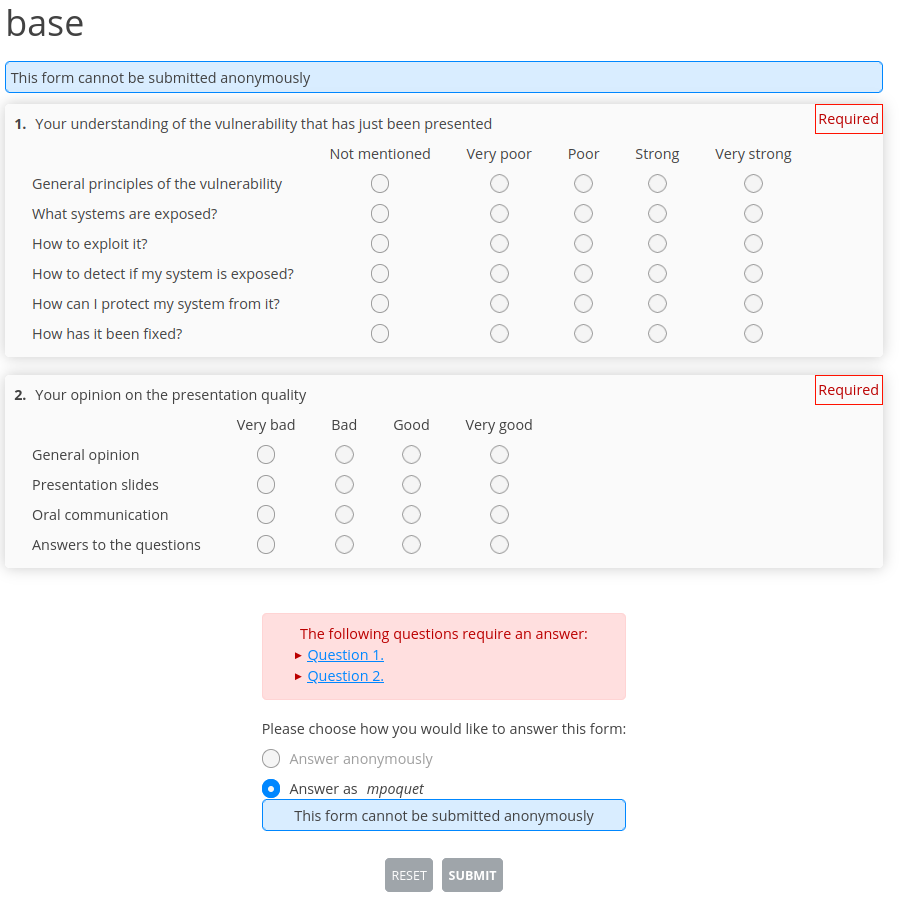 base
This form cannot be submitted anonymously
1. Your understanding of the vulnerability that has just been presented
Required
Not mentioned Very poor Poor Strong Very strong
General principles of the vulnerability
What systems are exposed?
How to exploit it?
How to detect if my system is exposed?
How can I protect my system from it?
How has it been fixed?
2. Your opinion on the presentation quality
Required
Very bad Bad Good Very good
General opinion
Presentation slides
Oral communication
Answers to the questions
The following questions require an answer:
Question 1.
Question 2.
Please choose how you would like to answer this form:
Answer anonymously
Answer as mpoquet
This form cannot be submitted anonymously
RESET SUBMIT